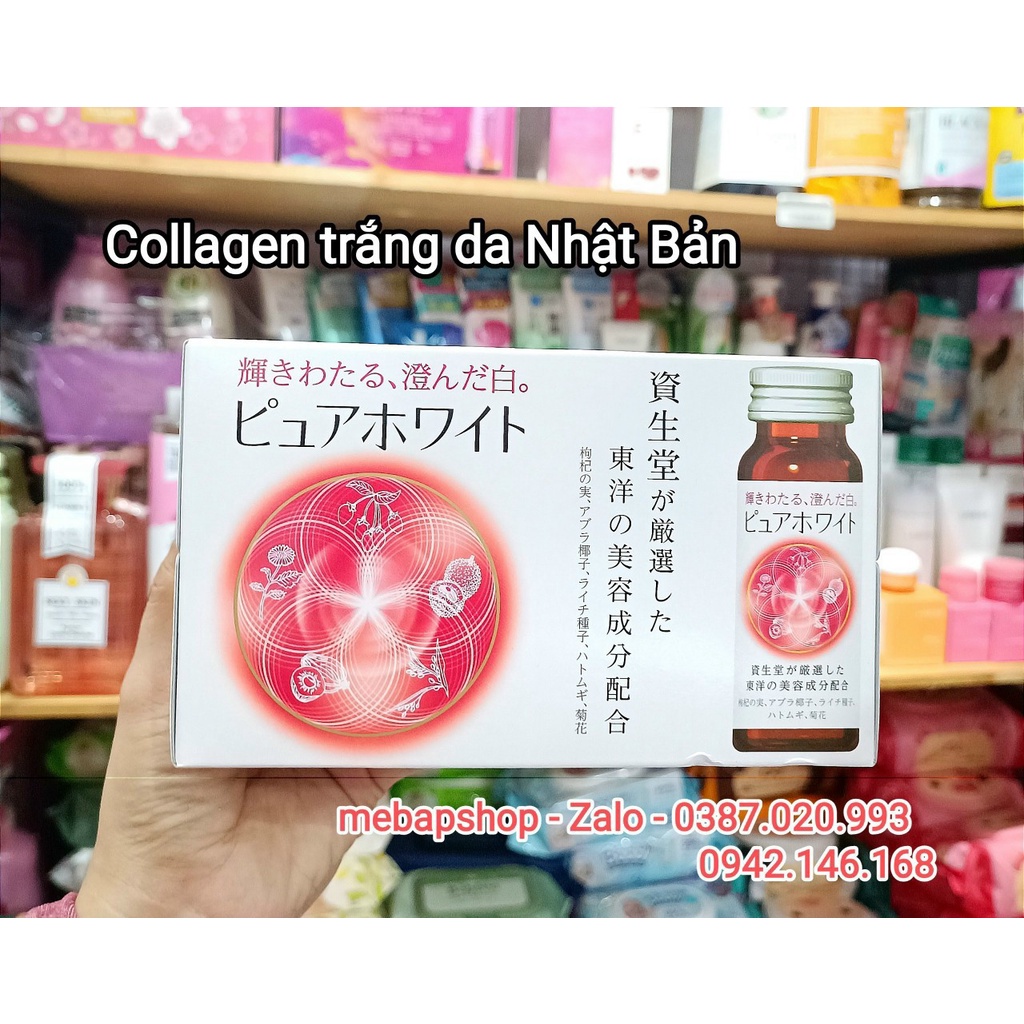 Collagen trắng da Nhật Bản
輝きわたる、澄んだ白。
ピュアホワイト
資生堂が厳選した
東洋の美容成分配合
枸杞の実、アブラ椰子、ライチ種子、ハトムギ、菊花
輝きわたる、澄んだ白。
ピュアホワイト
資生堂が厳選した
東洋の美容成分配合
枸杞の実、アブラ椰子、ライチ種子、
ハトムギ、菊花
mebapshop - Zalo - 0387.020.993
0942.146.168